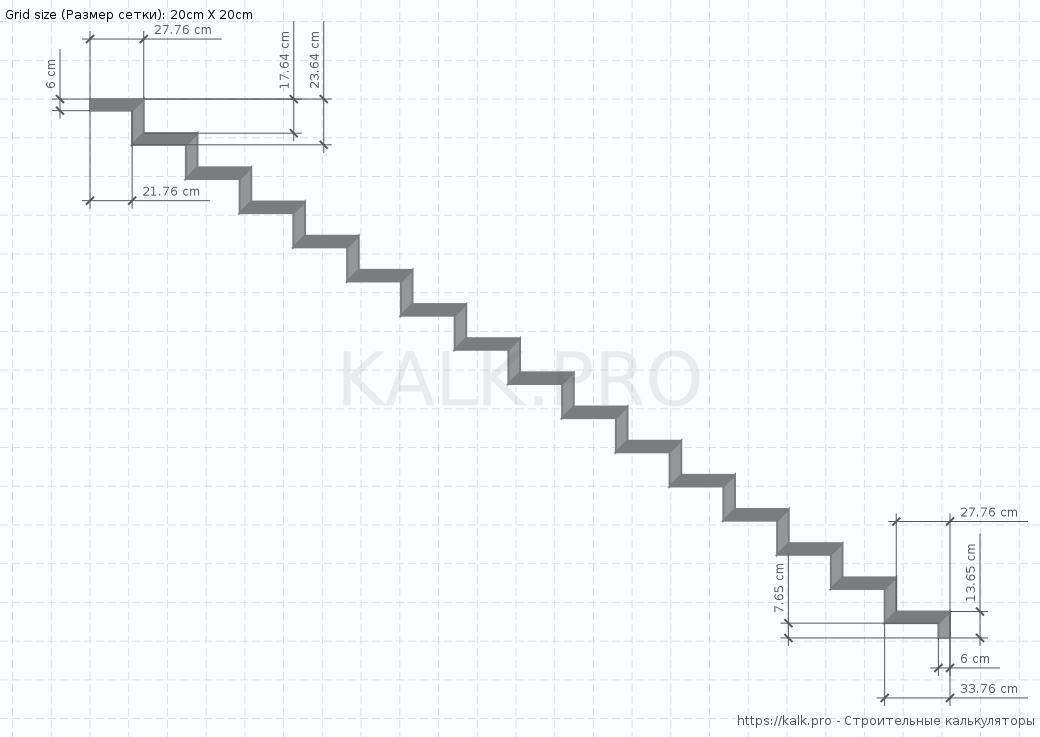 Grid size (Размер сетки): 20cm X 20cm
27.76 cm
6 cm
17.64 cm
23.64 cm
21.76 cm
KALK.PRO
27.76 cm
7.65 cm
13.65 cm
6 cm
33.76 cm
https://kalk.pro - Строительные калькуляторы